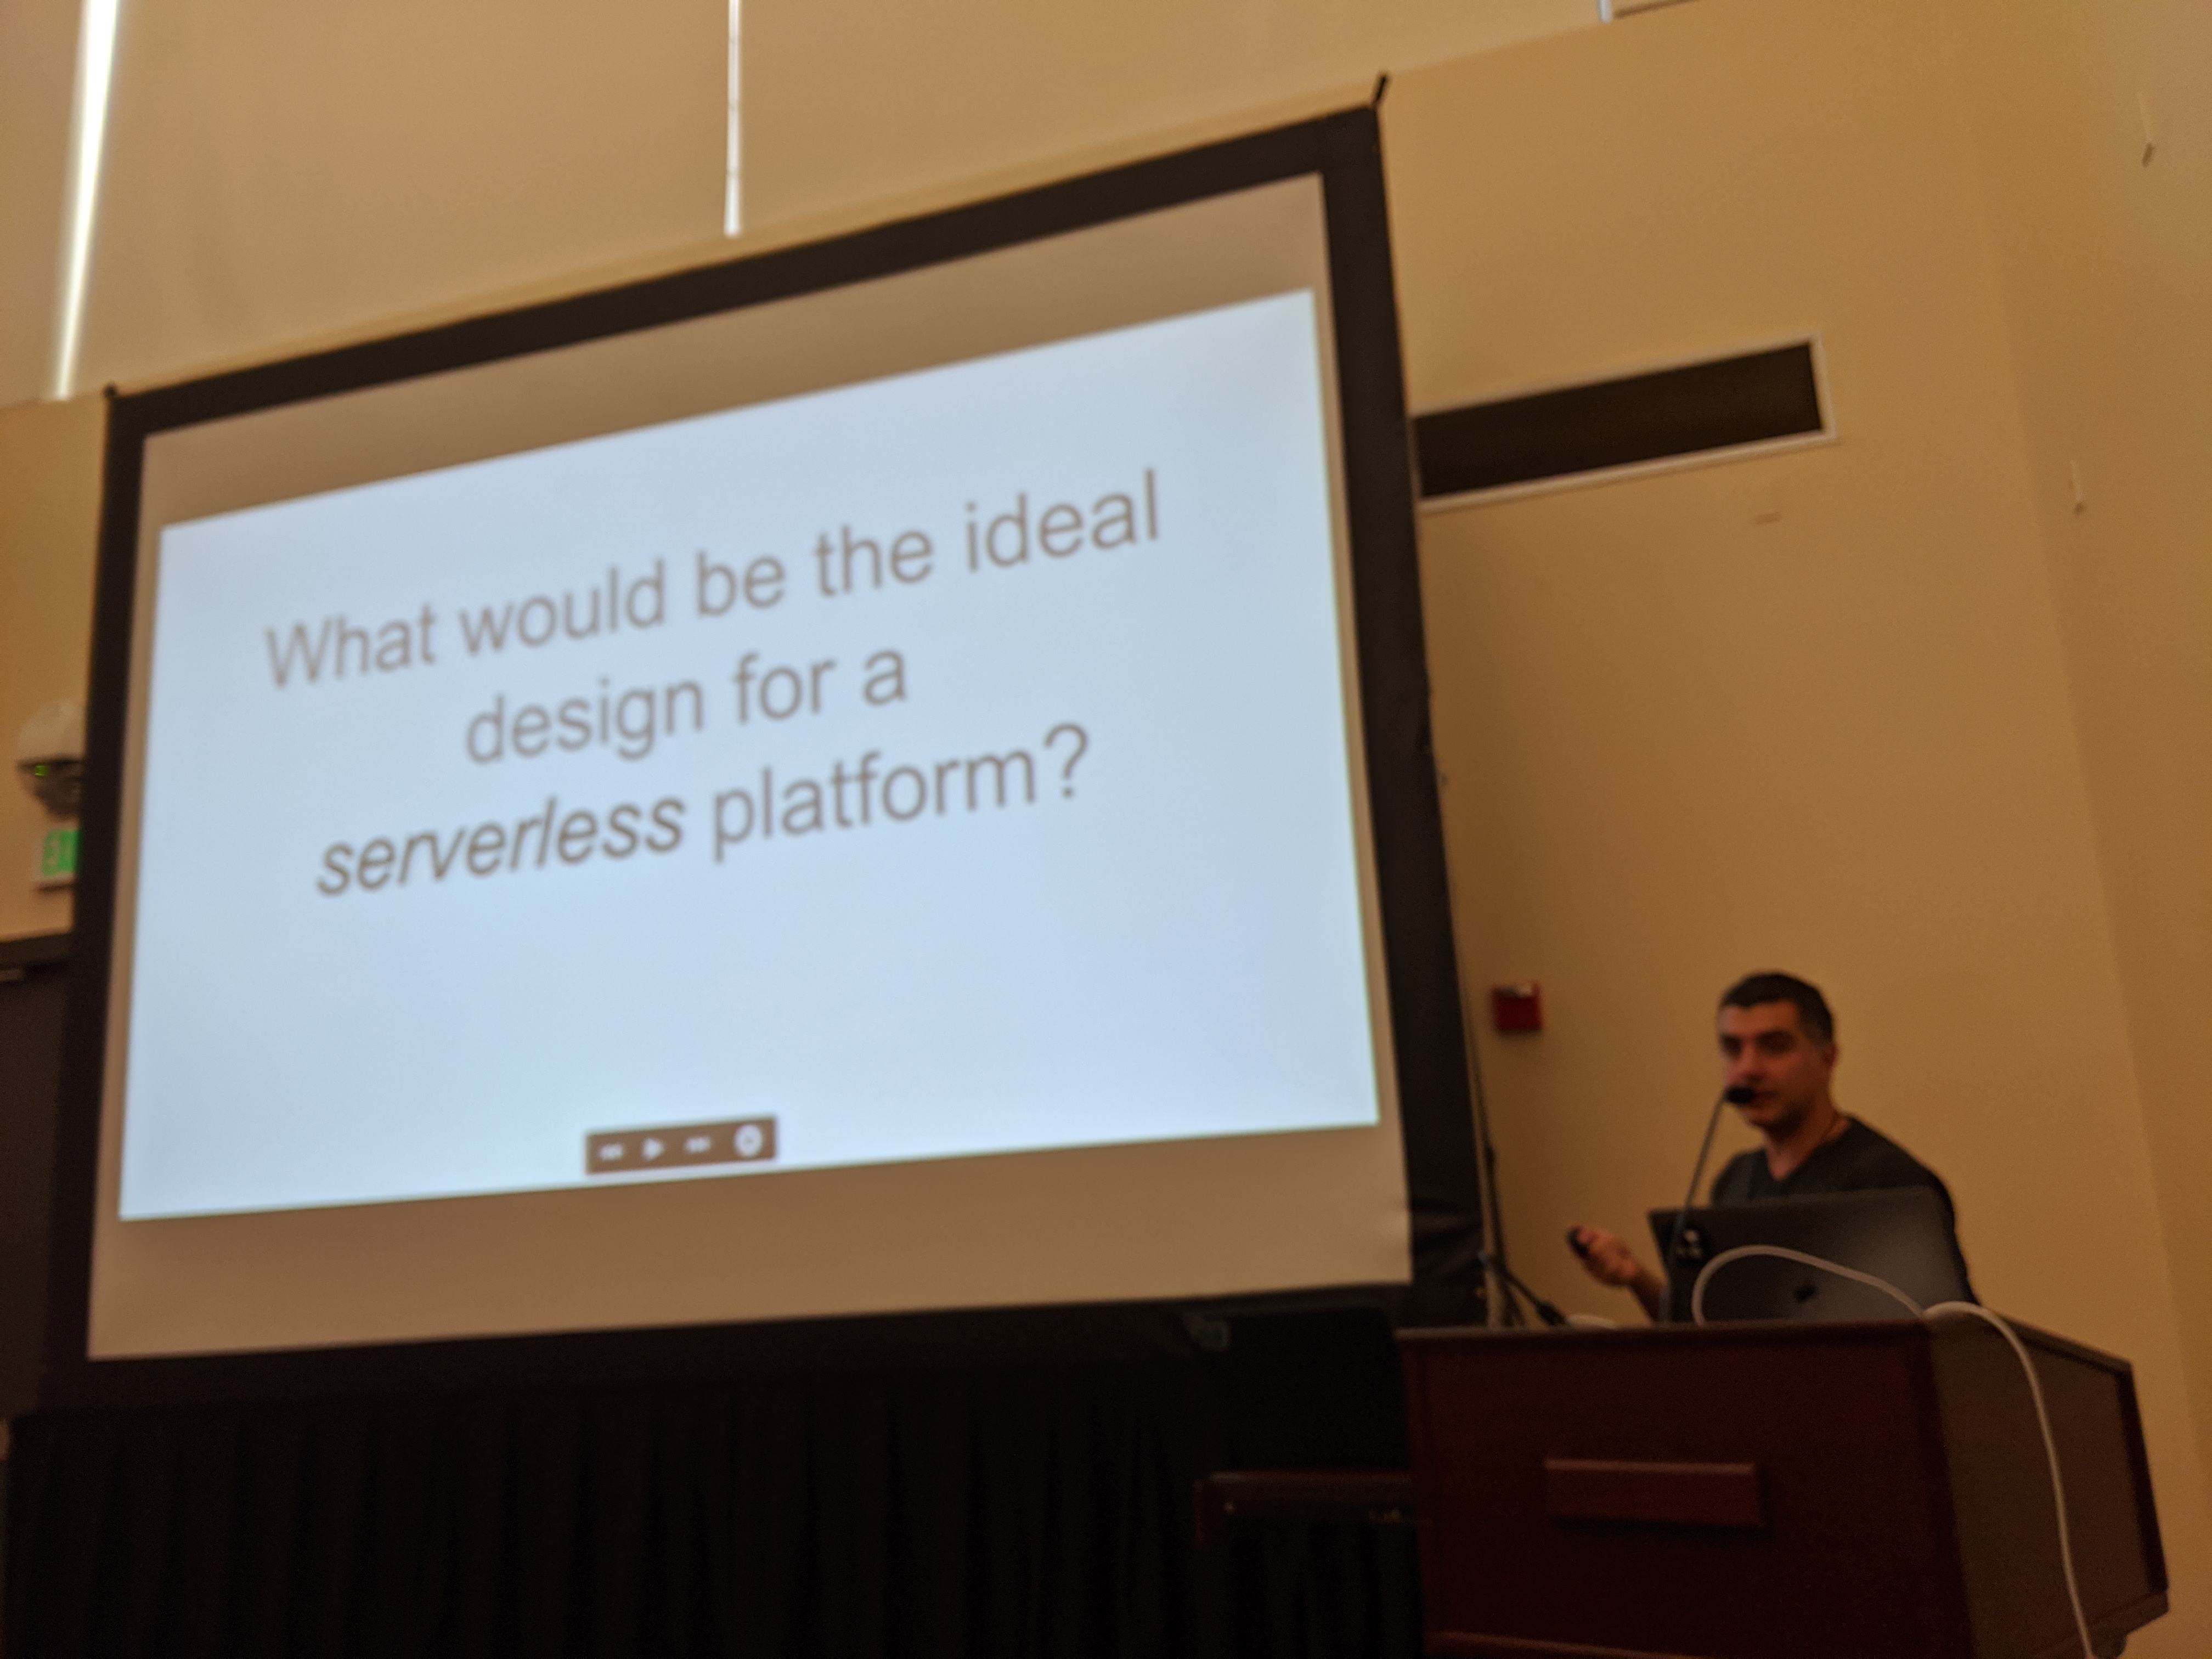 What would be the ideal
design for a
serverless platform?